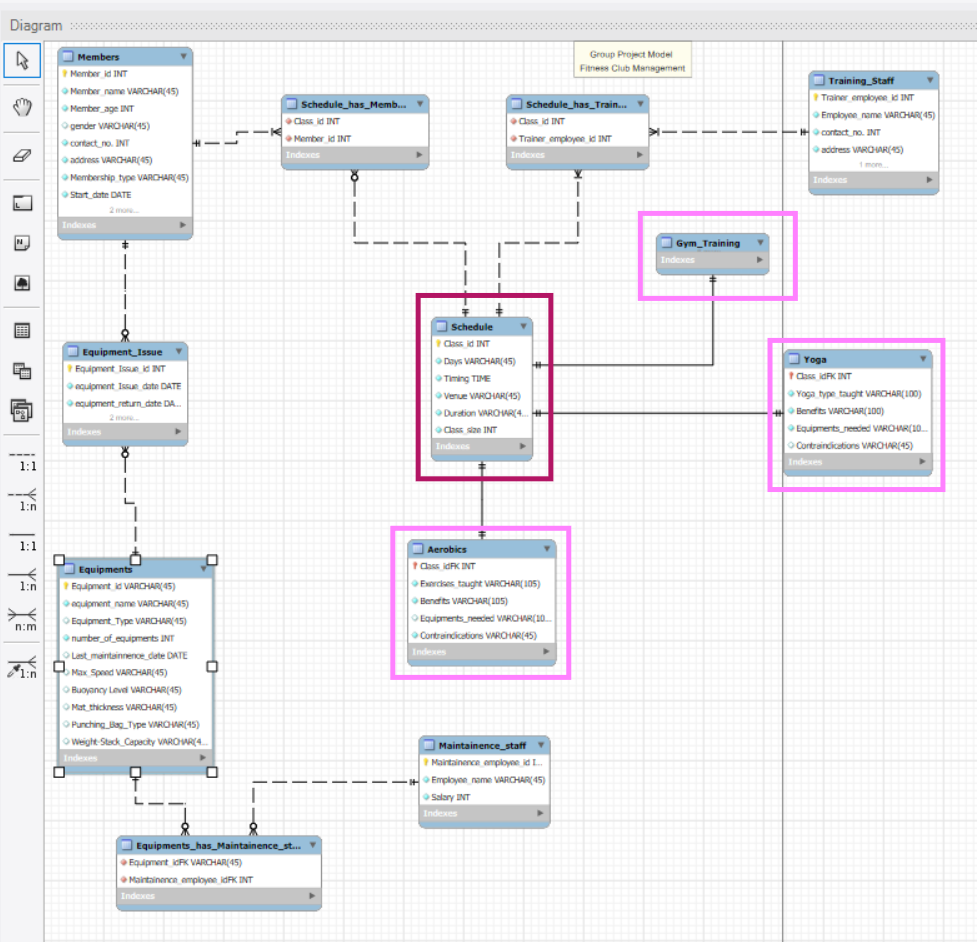 Diagram
Group Project Model
Fitness Club Management
Members
Member_id INT
Member_name VARCHAR(45)
Member_age INT
gender VARCHAR(45)
contact_no. INT
address VARCHAR(45)
Membership_type VARCHAR(45)
Start_date DATE
2 more...
Indexes
Schedule_has_Memb...
Class_id INT
Member_id INT
Indexes
Schedule_has_Train...
Class_id INT
Trainer_employee_id INT
Indexes
Training_Staff
Trainer_employee_id INT
Employee_name VARCHAR(45)
contact_no. INT
address VARCHAR(45)
1 more...
Indexes
Gym_Training
Indexes
Schedule
Class_id INT
Days VARCHAR(45)
Timing TIME
Venue VARCHAR(45)
Duration VARCHAR(4...
Class_size INT
Indexes
Yoga
Class_idFK INT
Yoga_type_taught VARCHAR(100)
Benefits VARCHAR(100)
Equipments_needed VARCHAR(10...
Contraindications VARCHAR(45)
Indexes
Equipment_Issue
Equipment_Issue_id INT
equipment_Issue_date DATE
equipment_return_date DA...
2 more...
Indexes
Aerobics
Class_idFK INT
Exercises_taught VARCHAR(105)
Benefits VARCHAR(105)
Equipments_needed VARCHAR(10...
Contraindications VARCHAR(45)
Indexes
Equipments
Equipment_id VARCHAR(45)
equipment_name VARCHAR(45)
Equipment_Type VARCHAR(45)
number_of_equipments INT
Last_maintainnence_date DATE
Max_Speed VARCHAR(45)
Buoyancy Level VARCHAR(45)
Mat_thickness VARCHAR(45)
Punching_Bag_Type VARCHAR(45)
Weight-Stack_Capacity VARCHAR(4...
Indexes
Maintainence_staff
Maintainence_employee_id I...
Employee_name VARCHAR(45)
Salary INT
Indexes
Equipments_has_Maintainence_st...
Equipment_idFK VARCHAR(45)
Maintainence_employee_idFK INT
Indexes
1:1
1:n
1:1
1:n
n:m
1:n